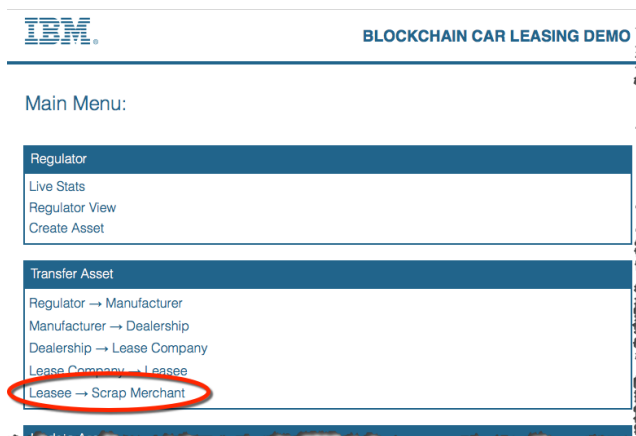 IBM.
BLOCKCHAIN CAR LEASING DEMO
Main Menu:
Regulator
Live Stats
Regulator View
Create Asset
Transfer Asset
Regulator → Manufacturer
Manufacturer → Dealership
Dealership → Lease Company
Lease Company → Leasee
Leasee → Scrap Merchant